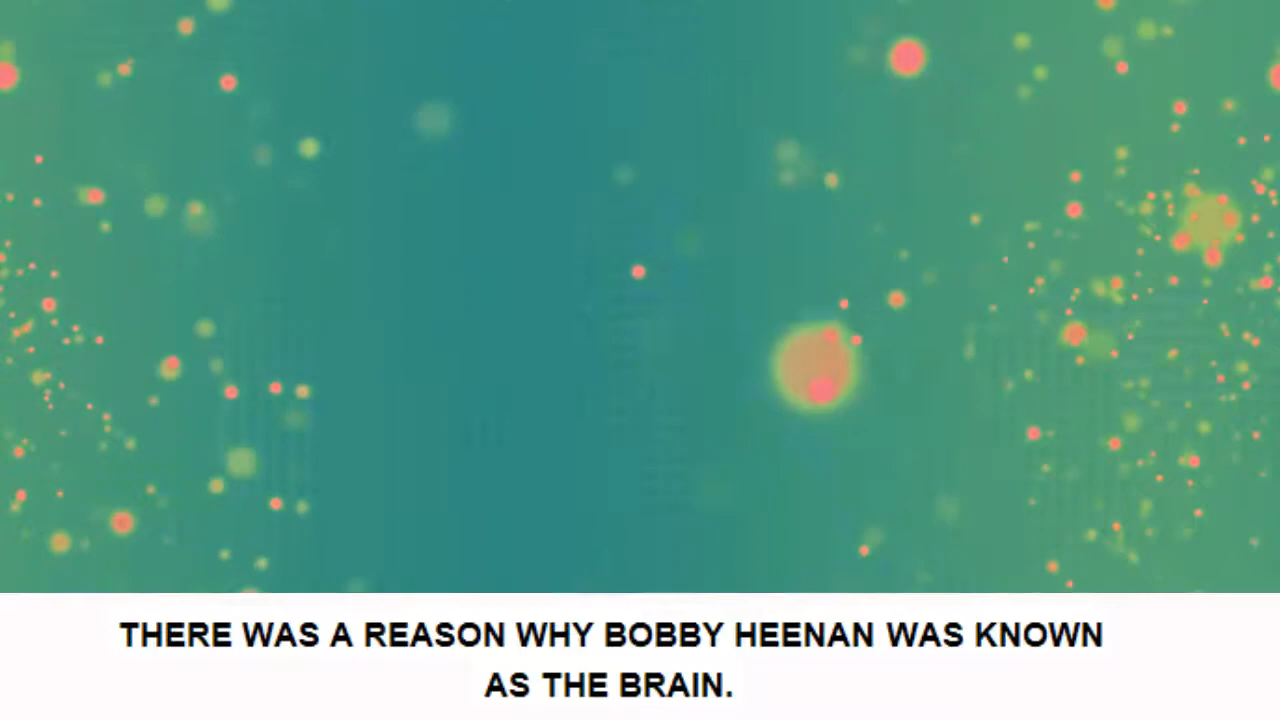 THERE WAS A REASON WHY BOBBY HEENAN WAS KNOWN
AS THE BRAIN.